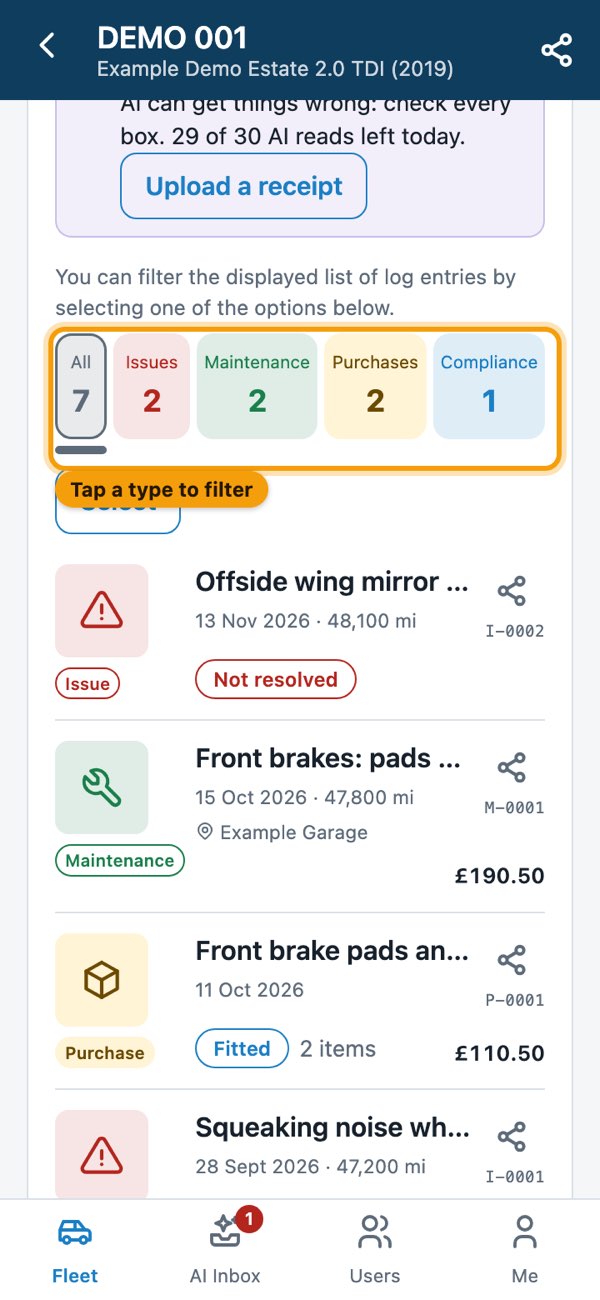 DEMO 001
Example Demo Estate 2.0 TDI (2019)
AI can get things wrong: check every
box. 29 of 30 AI reads left today.
Upload a receipt
You can filter the displayed list of log entries by
selecting one of the options below.
All
7
Issues
2
Maintenance
2
Purchases
2
Compliance
1
Tap a type to filter
Offside wing mirror ...
13 Nov 2026 · 48,100 mi
I-0002
Issue
Not resolved
Front brakes: pads ...
15 Oct 2026 · 47,800 mi
M-0001
Example Garage
Maintenance
£190.50
Front brake pads an...
11 Oct 2026
P-0001
Purchase
Fitted
2 items
£110.50
Squeaking noise wh...
28 Sept 2026 · 47,200 mi
I-0001
1
Fleet
AI Inbox
Users
Me